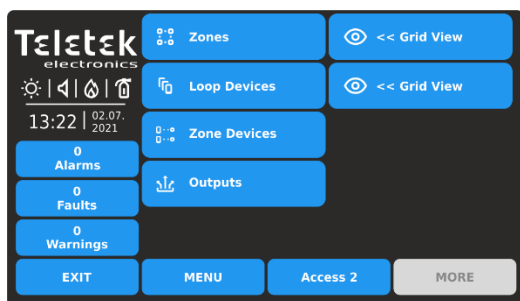 Teletek
electronics
13:22
02.07.
2021
0
Alarms
0
Faults
0
Warnings
Zones
<< Grid View
Loop Devices
<< Grid View
Zone Devices
Outputs
EXIT
MENU
Access 2
MORE